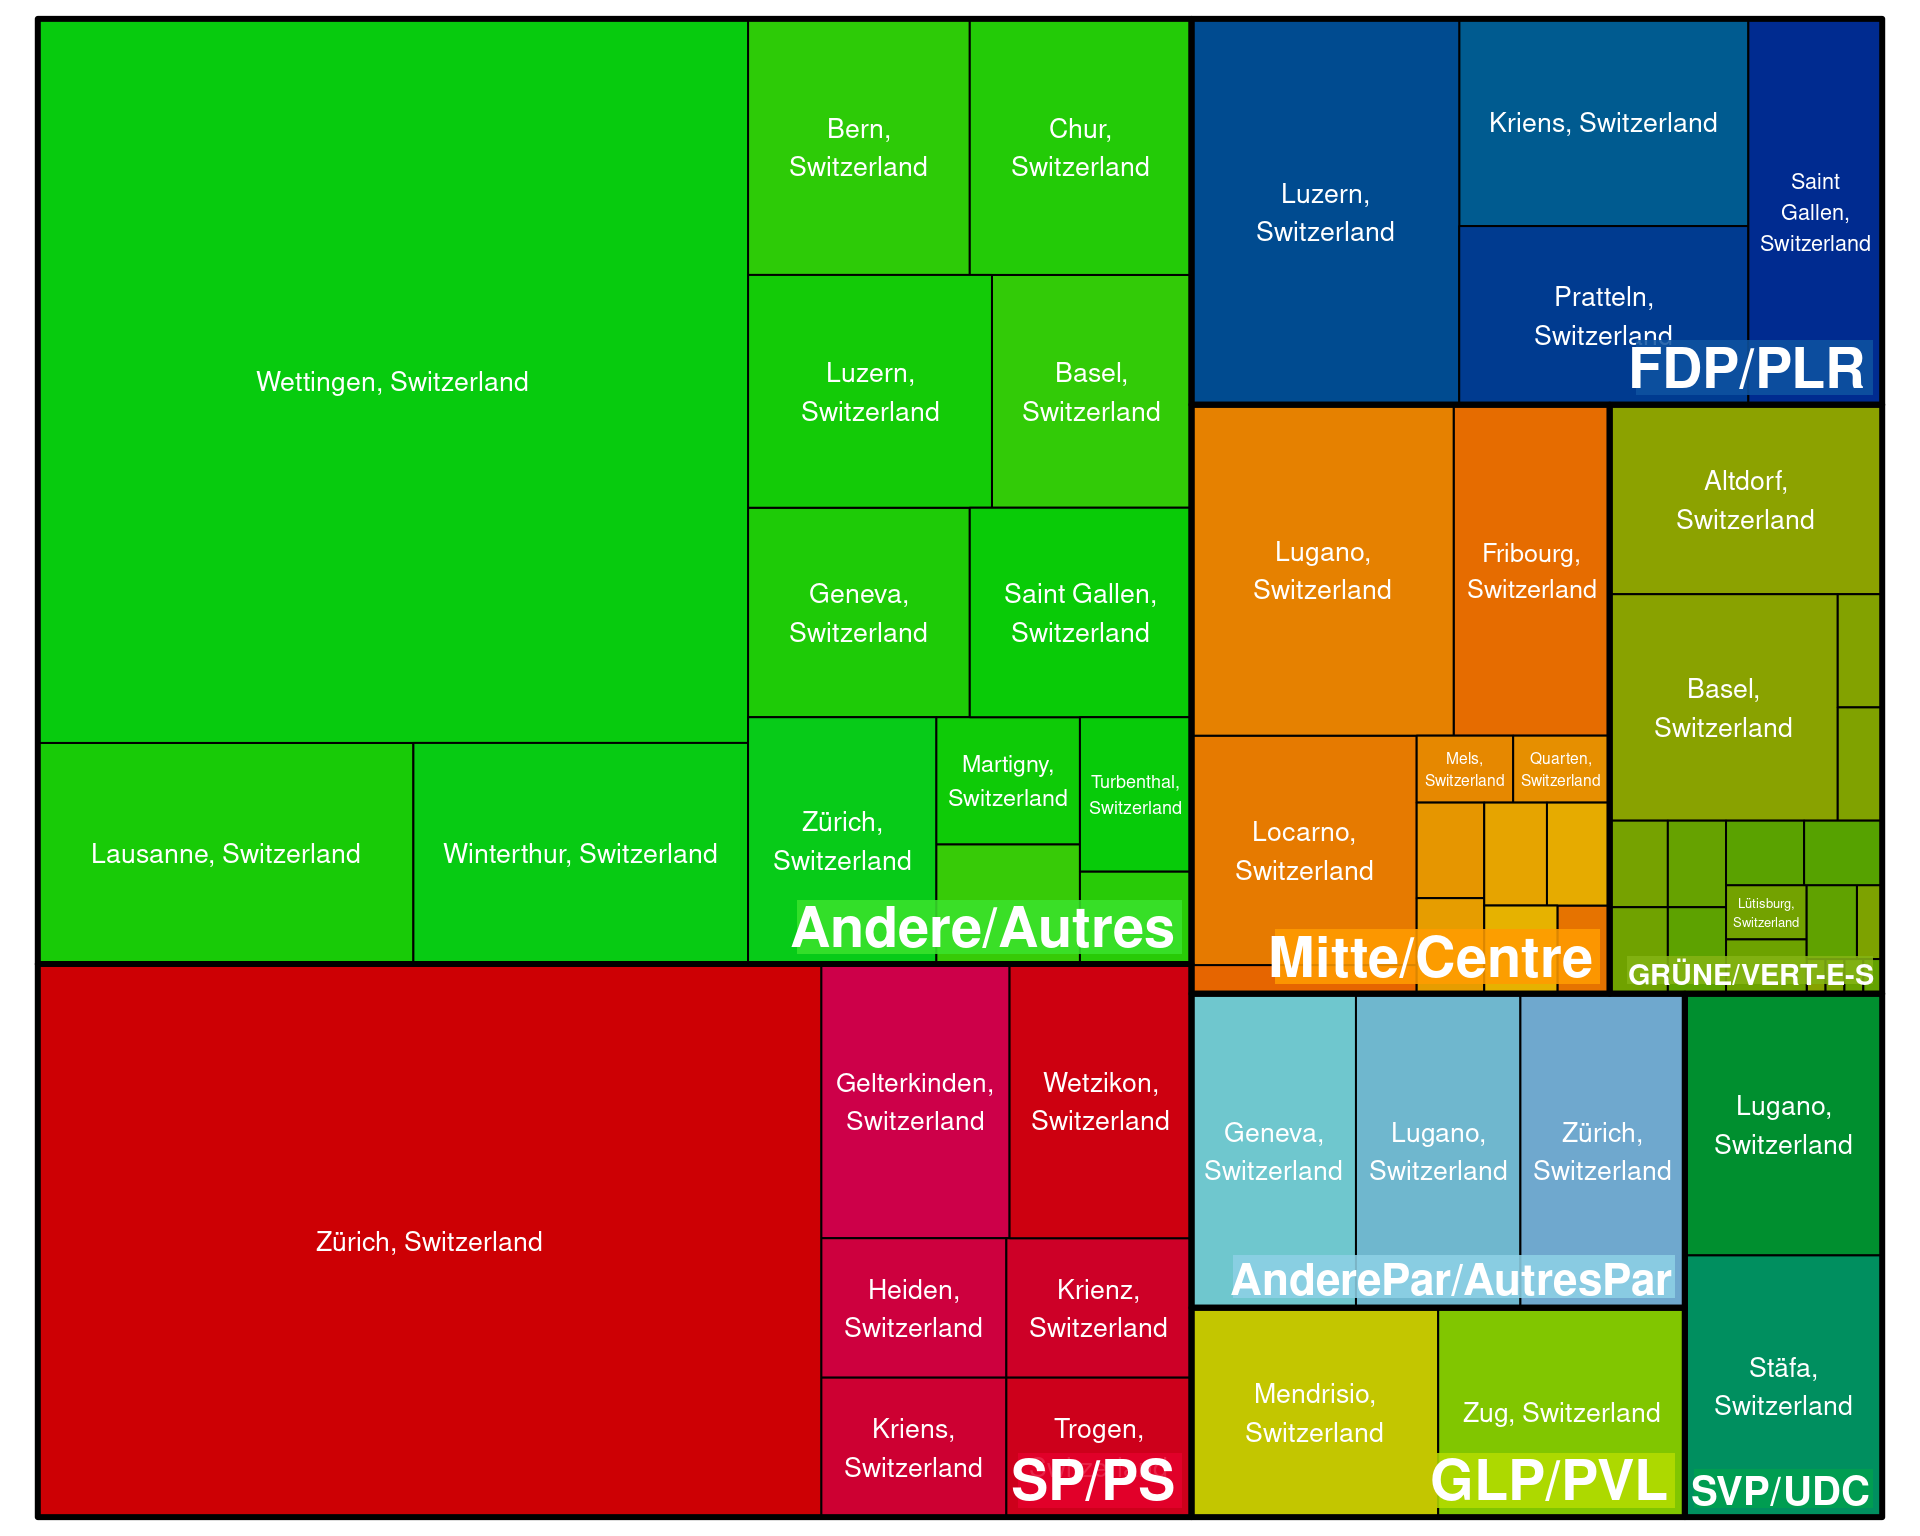 Wettingen, Switzerland
Bern,
Switzerland
Chur,
Switzerland
Luzern,
Switzerland
Basel,
Switzerland
Geneva,
Switzerland
Saint Gallen,
Switzerland
Lausanne, Switzerland
Winterthur, Switzerland
Zürich,
Switzerland
Martigny,
Switzerland
Turbenthal,
Switzerland
Andere/Autres
Zürich, Switzerland
Gelterkinden,
Switzerland
Wetzikon,
Switzerland
Heiden,
Switzerland
Krienz,
Switzerland
Kriens,
Switzerland
Trogen,
SP/PS
Luzern,
Switzerland
Kriens, Switzerland
Pratteln,
Switzerland
Saint
Gallen,
Switzerland
FDP/PLR
Lugano,
Switzerland
Fribourg,
Switzerland
Locarno,
Switzerland
Mels,
Switzerland
Quarten,
Switzerland
Mitte/Centre
Altdorf,
Switzerland
Basel,
Switzerland
Lütisburg,
Switzerland
GRÜNE/VERT-E-S
Geneva,
Switzerland
Lugano,
Switzerland
Zürich,
Switzerland
AnderePar/AutresPar
Mendrisio,
Switzerland
Zug, Switzerland
GLP/PVL
Lugano,
Switzerland
Stäfa,
Switzerland
SVP/UDC